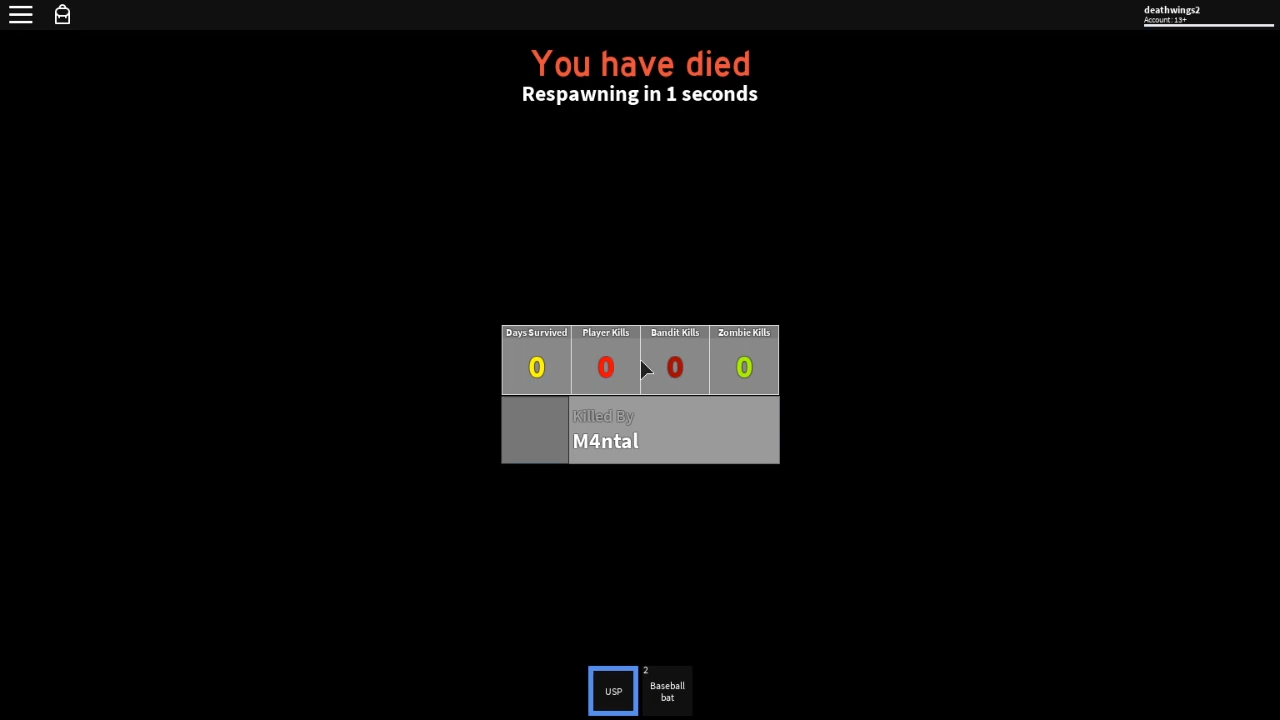 deathwings2
Account: 13+
You have died
Respawning in 1 seconds
Days Survived Player Kills Bandit Kills Zombie Kills
0 0 0 0
Killed By
M4ntal
2
USP Baseball
bat